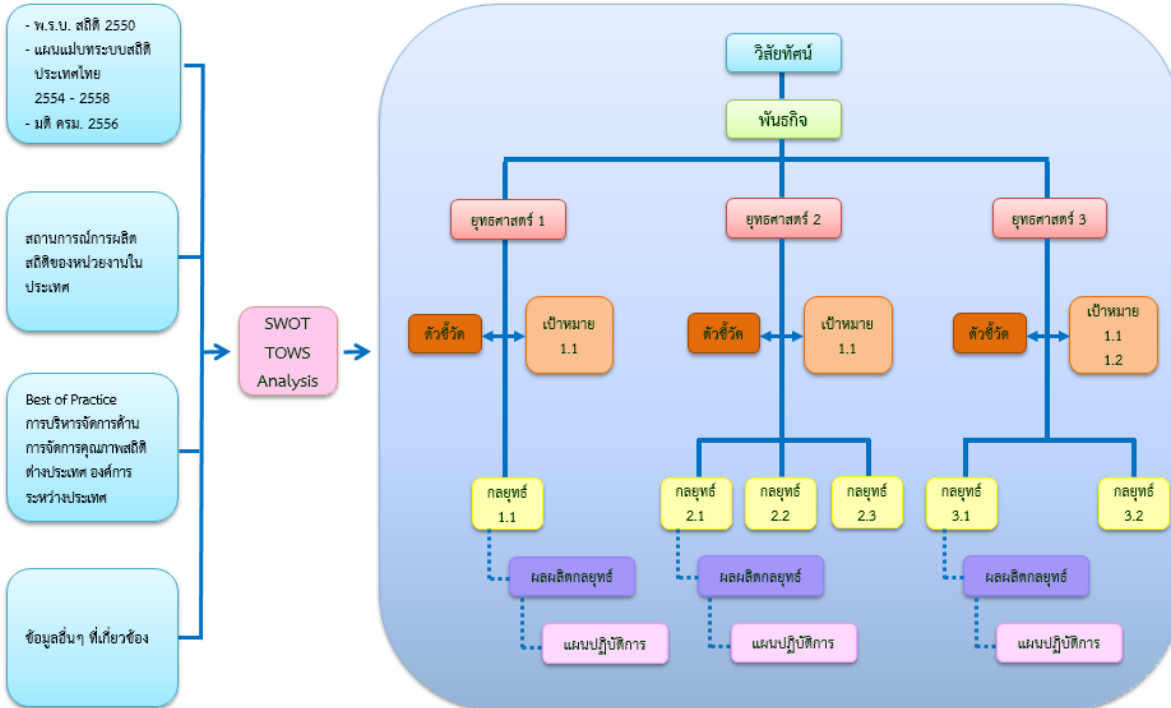 - พ.ร.บ. สถิติ 2550
- แผนแม่บทระบบสถิติ
ประเทศไทย
2554 - 2558
- มติ ครม. 2556
สถานการณ์การผลิต
สถิติของหน่วยงานใน
ประเทศ
Best of Practice
การบริหารจัดการด้าน
การจัดการคุณภาพสถิติ
ต่างประเทศ องค์การ
ระหว่างประเทศ
ข้อมูลอื่นๆ ที่เกี่ยวข้อง
SWOT
TOWS
Analysis
วิสัยทัศน์
พันธกิจ
ยุทธศาสตร์ 1
ยุทธศาสตร์ 2
ยุทธศาสตร์ 3
ตัวชี้วัด
เป้าหมาย
1.1
ตัวชี้วัด
เป้าหมาย
1.1
ตัวชี้วัด
เป้าหมาย
1.1
1.2
กลยุทธ์
1.1
กลยุทธ์
2.1
กลยุทธ์
2.2
กลยุทธ์
2.3
กลยุทธ์
3.1
กลยุทธ์
3.2
ผลผลิตกลยุทธ์
ผลผลิตกลยุทธ์
ผลผลิตกลยุทธ์
แผนปฏิบัติการ
แผนปฏิบัติการ
แผนปฏิบัติการ